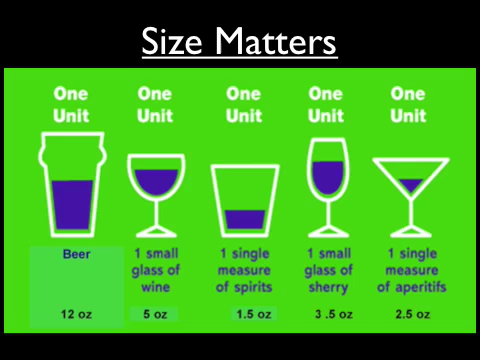 Size Matters
One One One One One
Unit Unit Unit Unit Unit
Beer 1 small 1 single 1 small 1 single
glass of measure glass of measure
wine of spirits sherry of aperitifs
12 oz 5 oz 1.5 oz 3 .5 oz 2.5 oz